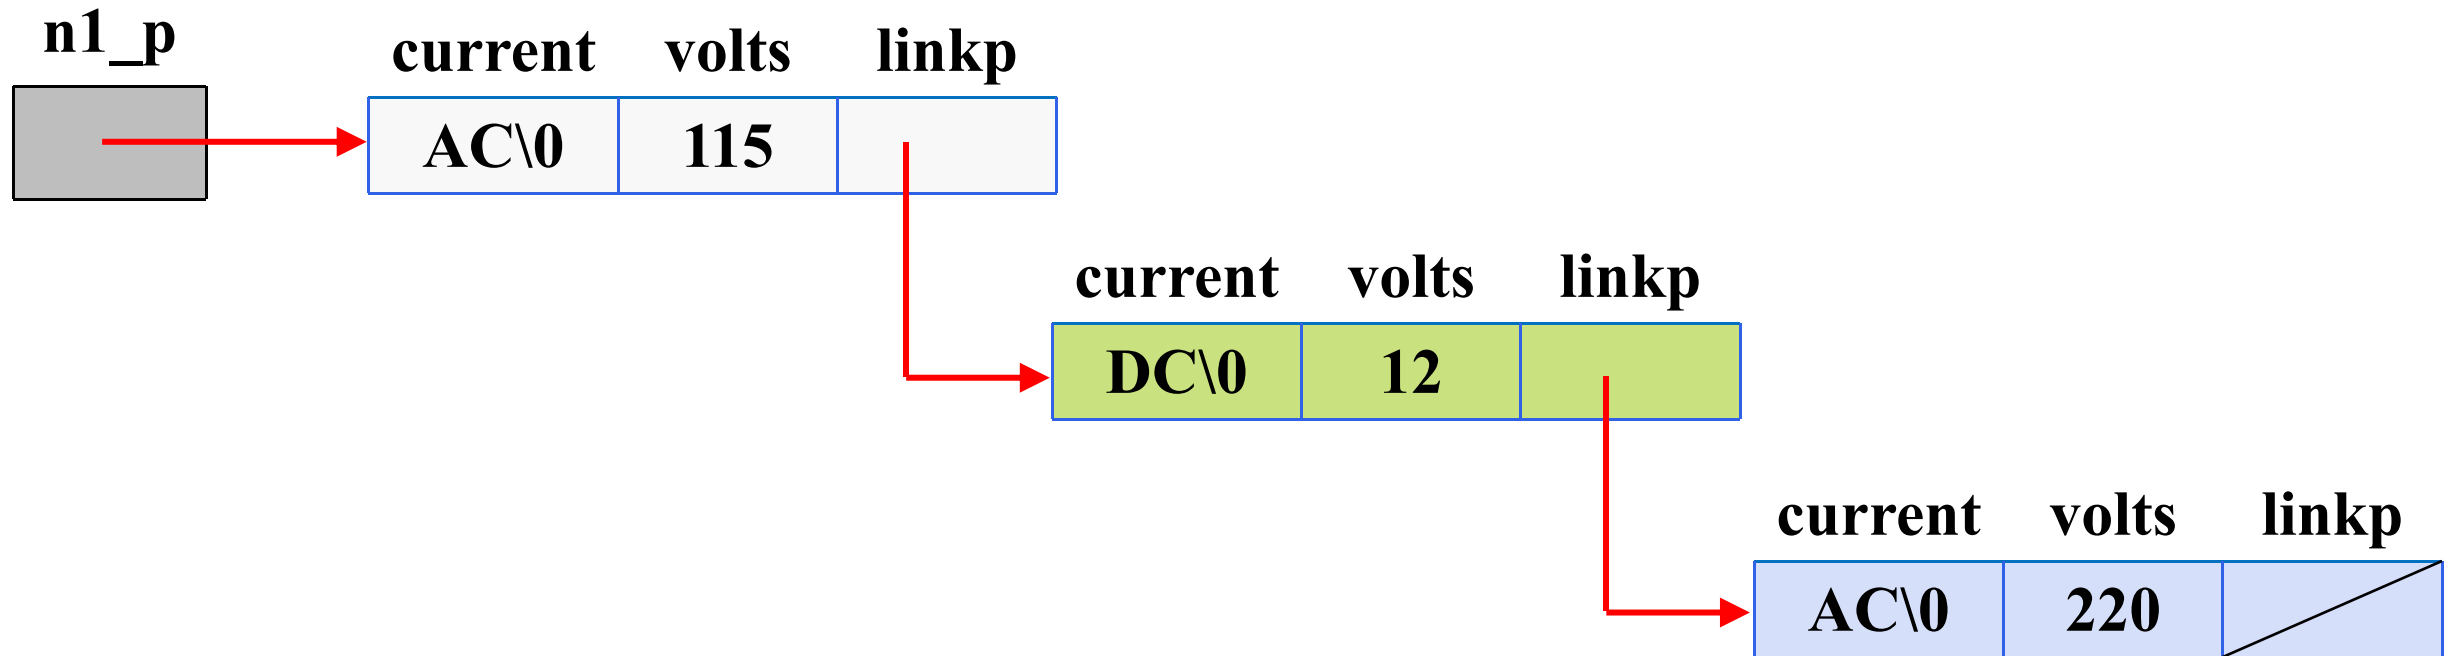 n1_p
current volts linkp
AC\0 115
current volts linkp
DC\0 12
current volts linkp
AC\0 220